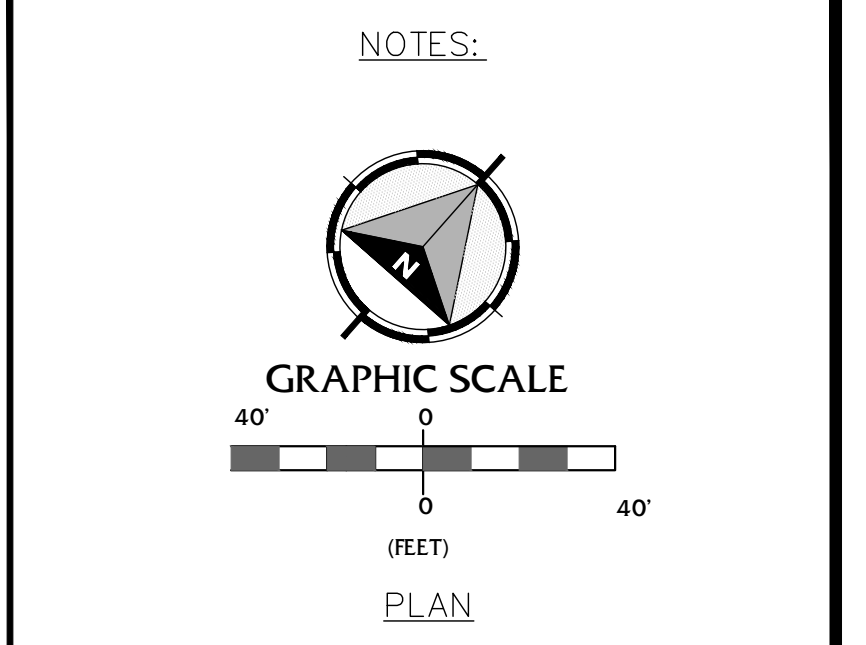 NOTES:
N
GRAPHIC SCALE
40' 0
0 40'
(FEET)
PLAN